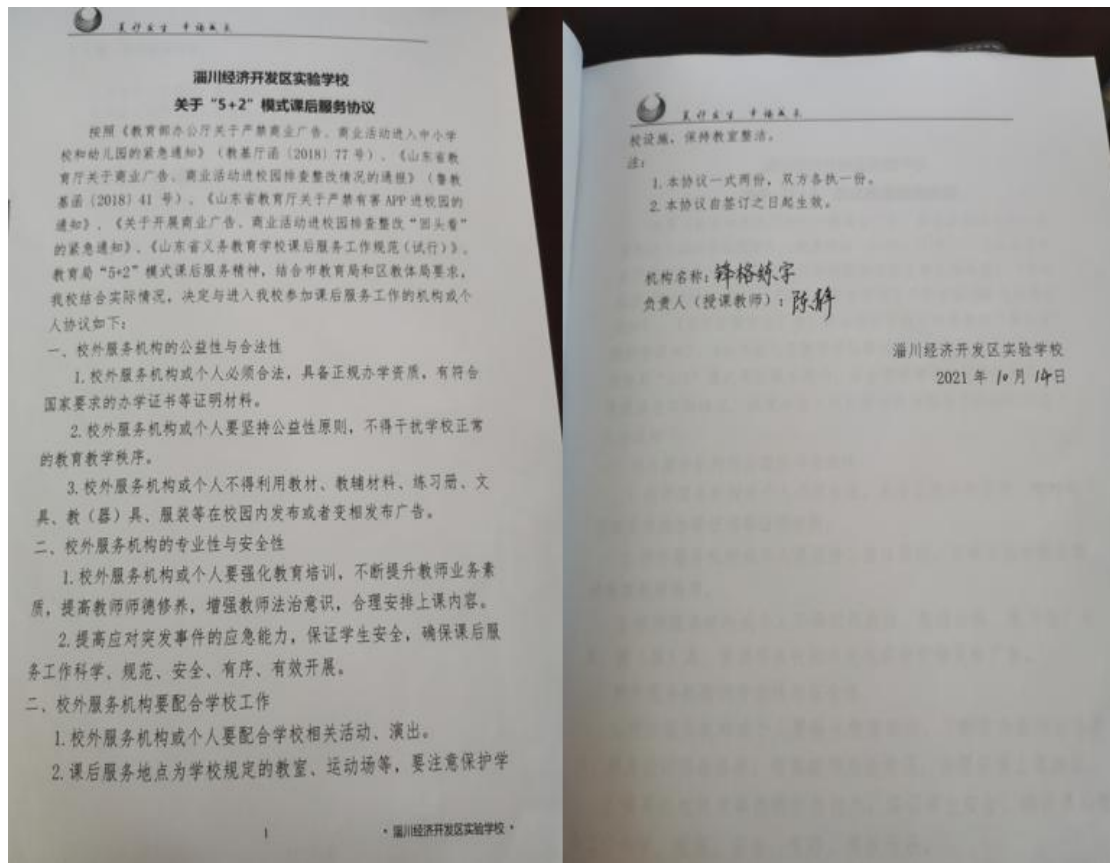 淄川经济开发区实验学校
关于“5+2”模式课后服务协议
按照《教育部办公厅关于严禁商业广告、商业活动进入中小学
校和幼儿园的紧急通知》（教基厅函〔2018〕77号）、《山东省教
育厅关于商业广告、商业活动进校园排查整改情况的通报》（鲁教
基函〔2018〕41 号）、《山东省教育厅关于严禁有害APP进校园的
通知》、《关于开展商业广告、商业活动进校园排查整改“回头看”
的紧急通知》、《山东省义务教育学校课后服务工作规范（试行）》、
教育局“5+2”模式课后服务精神，结合市教育局和区教体局要求，
我校结合实际情况，决定与进入我校参加课后服务工作的机构或个
人协议如下：
一、校外服务机构的公益性与合法性
1.校外服务机构或个人必须合法，具备正规办学资质，有符合
国家要求的办学证书等证明材料。
2.校外服务机构或个人要坚持公益性原则，不得干扰学校正常
的教育教学秩序。
3.校外服务机构或个人不得利用教材、教辅材料、练习册、文
具、教（器）具、服装等在校园内发布或者变相发布广告。
二、校外服务机构的专业性与安全性
1.校外服务机构或个人要强化教育培训，不断提升教师业务素
质，提高教师师德修养，增强教师法治意识，合理安排上课内容。
2.提高应对突发事件的应急能力，保证学生安全，确保课后服
务工作科学、规范、安全、有序、有效开展。
二、校外服务机构要配合学校工作
1.校外服务机构或个人要配合学校相关活动、演出。
2.课后服务地点为学校规定的教室、运动场等，要注意保护学
1
·淄川经济开发区实验学校·
校设施，保持教室整洁。
注：
1.本协议一式两份，双方各执一份。
2.本协议自签订之日起生效。
机构名称：锋格练字
负责人（授课教师）：陈静
淄川经济开发区实验学校
2021年10月14日